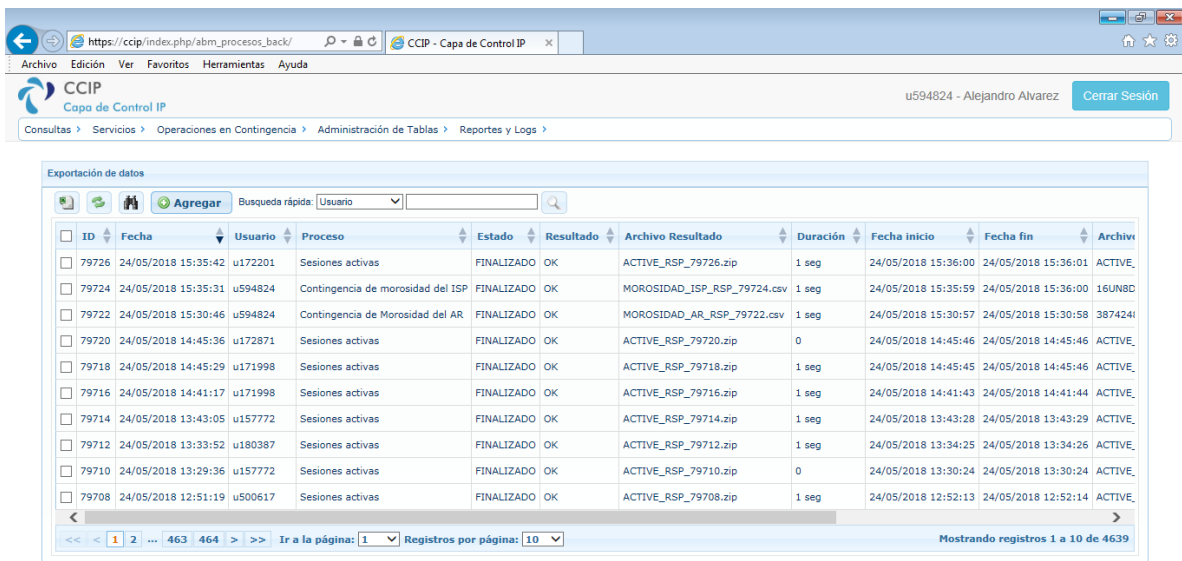 https://ccip/index.php/abm_procesos_back/ CCIP - Capa de Control IP
Archivo Edición Ver Favoritos Herramientas Ayuda
CCIP
Capa de Control IP
u594824 - Alejandro Alvarez Cerrar Sesión
Consultas > Servicios > Operaciones en Contingencia > Administración de Tablas > Reportes y Logs >
Exportación de datos
Agregar Busqueda rápida: Usuario
ID Fecha Usuario Proceso Estado Resultado Archivo Resultado Duración Fecha inicio Fecha fin Archivo
79726 24/05/2018 15:35:42 u172201 Sesiones activas FINALIZADO OK ACTIVE_RSP_79726.zip 1 seg 24/05/2018 15:36:00 24/05/2018 15:36:01 ACTIVE_
79724 24/05/2018 15:35:31 u594824 Contingencia de morosidad del ISP FINALIZADO OK MOROSIDAD_ISP_RSP_79724.csv 1 seg 24/05/2018 15:35:59 24/05/2018 15:36:00 16UN8D
79722 24/05/2018 15:30:46 u594824 Contingencia de Morosidad del AR FINALIZADO OK MOROSIDAD_AR_RSP_79722.csv 1 seg 24/05/2018 15:30:57 24/05/2018 15:30:58 387424
79720 24/05/2018 14:45:36 u172871 Sesiones activas FINALIZADO OK ACTIVE_RSP_79720.zip 0 24/05/2018 14:45:46 24/05/2018 14:45:46 ACTIVE_
79718 24/05/2018 14:45:29 u171998 Sesiones activas FINALIZADO OK ACTIVE_RSP_79718.zip 1 seg 24/05/2018 14:45:45 24/05/2018 14:45:46 ACTIVE_
79716 24/05/2018 14:41:17 u171998 Sesiones activas FINALIZADO OK ACTIVE_RSP_79716.zip 1 seg 24/05/2018 14:41:43 24/05/2018 14:41:44 ACTIVE_
79714 24/05/2018 13:43:05 u157772 Sesiones activas FINALIZADO OK ACTIVE_RSP_79714.zip 1 seg 24/05/2018 13:43:28 24/05/2018 13:43:29 ACTIVE_
79712 24/05/2018 13:33:52 u180387 Sesiones activas FINALIZADO OK ACTIVE_RSP_79712.zip 1 seg 24/05/2018 13:34:25 24/05/2018 13:34:26 ACTIVE_
79710 24/05/2018 13:29:36 u157772 Sesiones activas FINALIZADO OK ACTIVE_RSP_79710.zip 0 24/05/2018 13:30:24 24/05/2018 13:30:24 ACTIVE_
79708 24/05/2018 12:51:19 u500617 Sesiones activas FINALIZADO OK ACTIVE_RSP_79708.zip 1 seg 24/05/2018 12:52:13 24/05/2018 12:52:14 ACTIVE_
<< < 1 2 ... 463 464 > >> Ir a la página: 1 Registros por página: 10 Mostrando registros 1 a 10 de 4639